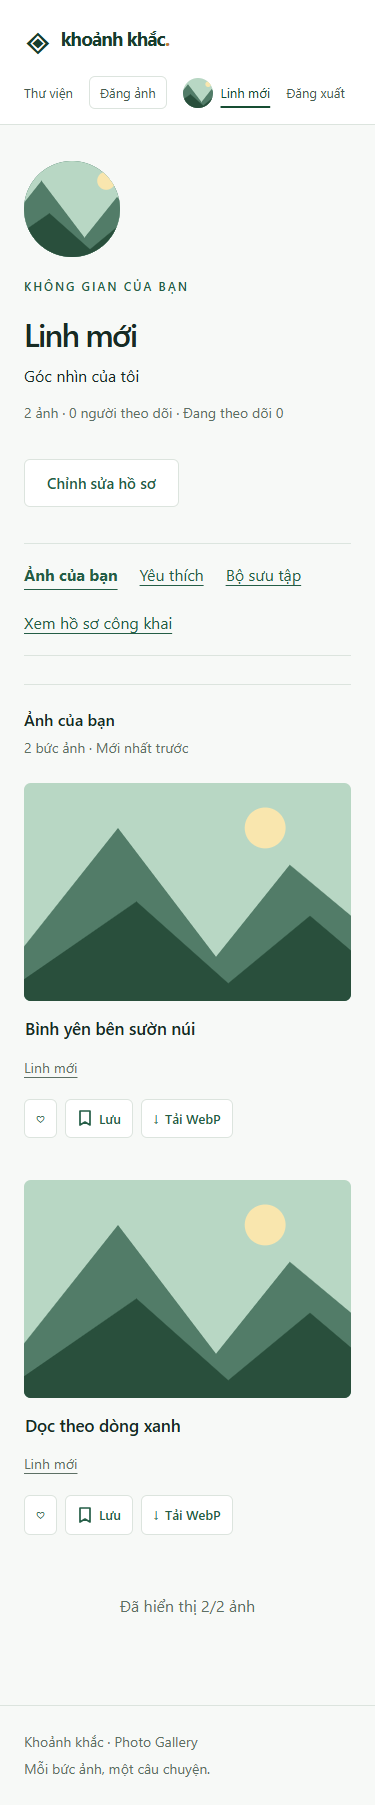 khoảnh khắc.
Thư viện Đăng ảnh Linh mới Đăng xuất
KHÔNG GIAN CỦA BẠN
Linh mới
Góc nhìn của tôi
2 ảnh · 0 người theo dõi · Đang theo dõi 0
Chỉnh sửa hồ sơ
Ảnh của bạn Yêu thích Bộ sưu tập
Xem hồ sơ công khai
Ảnh của bạn
2 bức ảnh · Mới nhất trước
Bình yên bên sườn núi
Linh mới
♡ Lưu ↓ Tải WebP
Dọc theo dòng xanh
Linh mới
♡ Lưu ↓ Tải WebP
Đã hiển thị 2/2 ảnh
Khoảnh khắc · Photo Gallery
Mỗi bức ảnh, một câu chuyện.